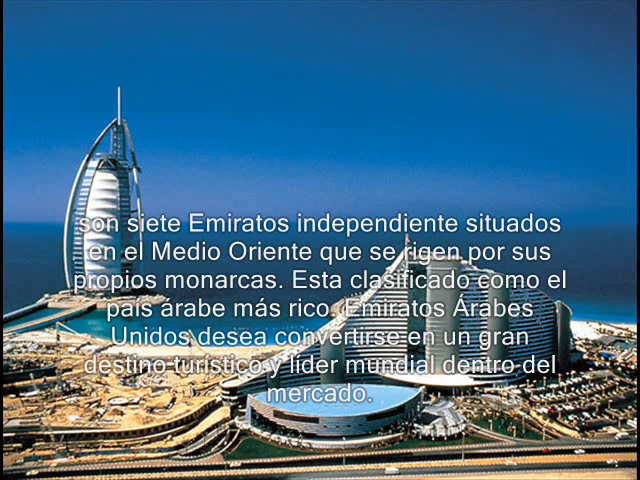 son siete Emiratos independiente situados
en el Medio Oriente que se rigen por sus
propios monarcas. Esta clasificado como el
pais árabe más rico. Emiratos Árabes
Unidos desea convertirse en un gran
destino turístico y líder mundial dentro del
mercado.